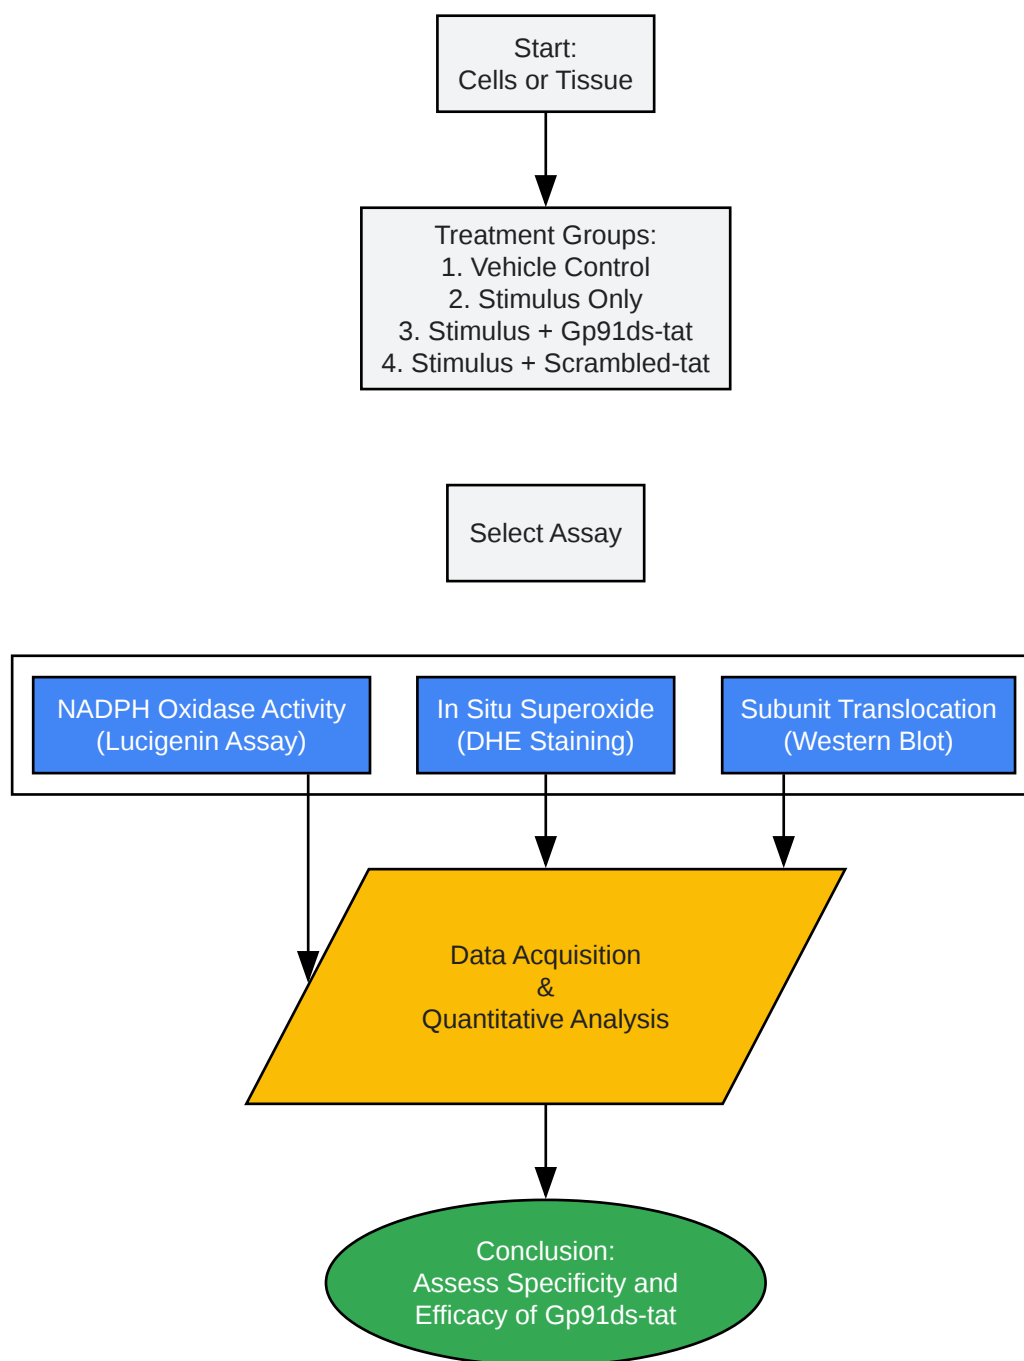 Start:
Cells or Tissue
Treatment Groups:
1. Vehicle Control
2. Stimulus Only
3. Stimulus + Gp91ds-tat
4. Stimulus + Scrambled-tat
Select Assay
NADPH Oxidase Activity
(Lucigenin Assay)
In Situ Superoxide
(DHE Staining)
Subunit Translocation
(Western Blot)
Data Acquisition
&
Quantitative Analysis
Conclusion:
Assess Specificity and
Efficacy of Gp91ds-tat